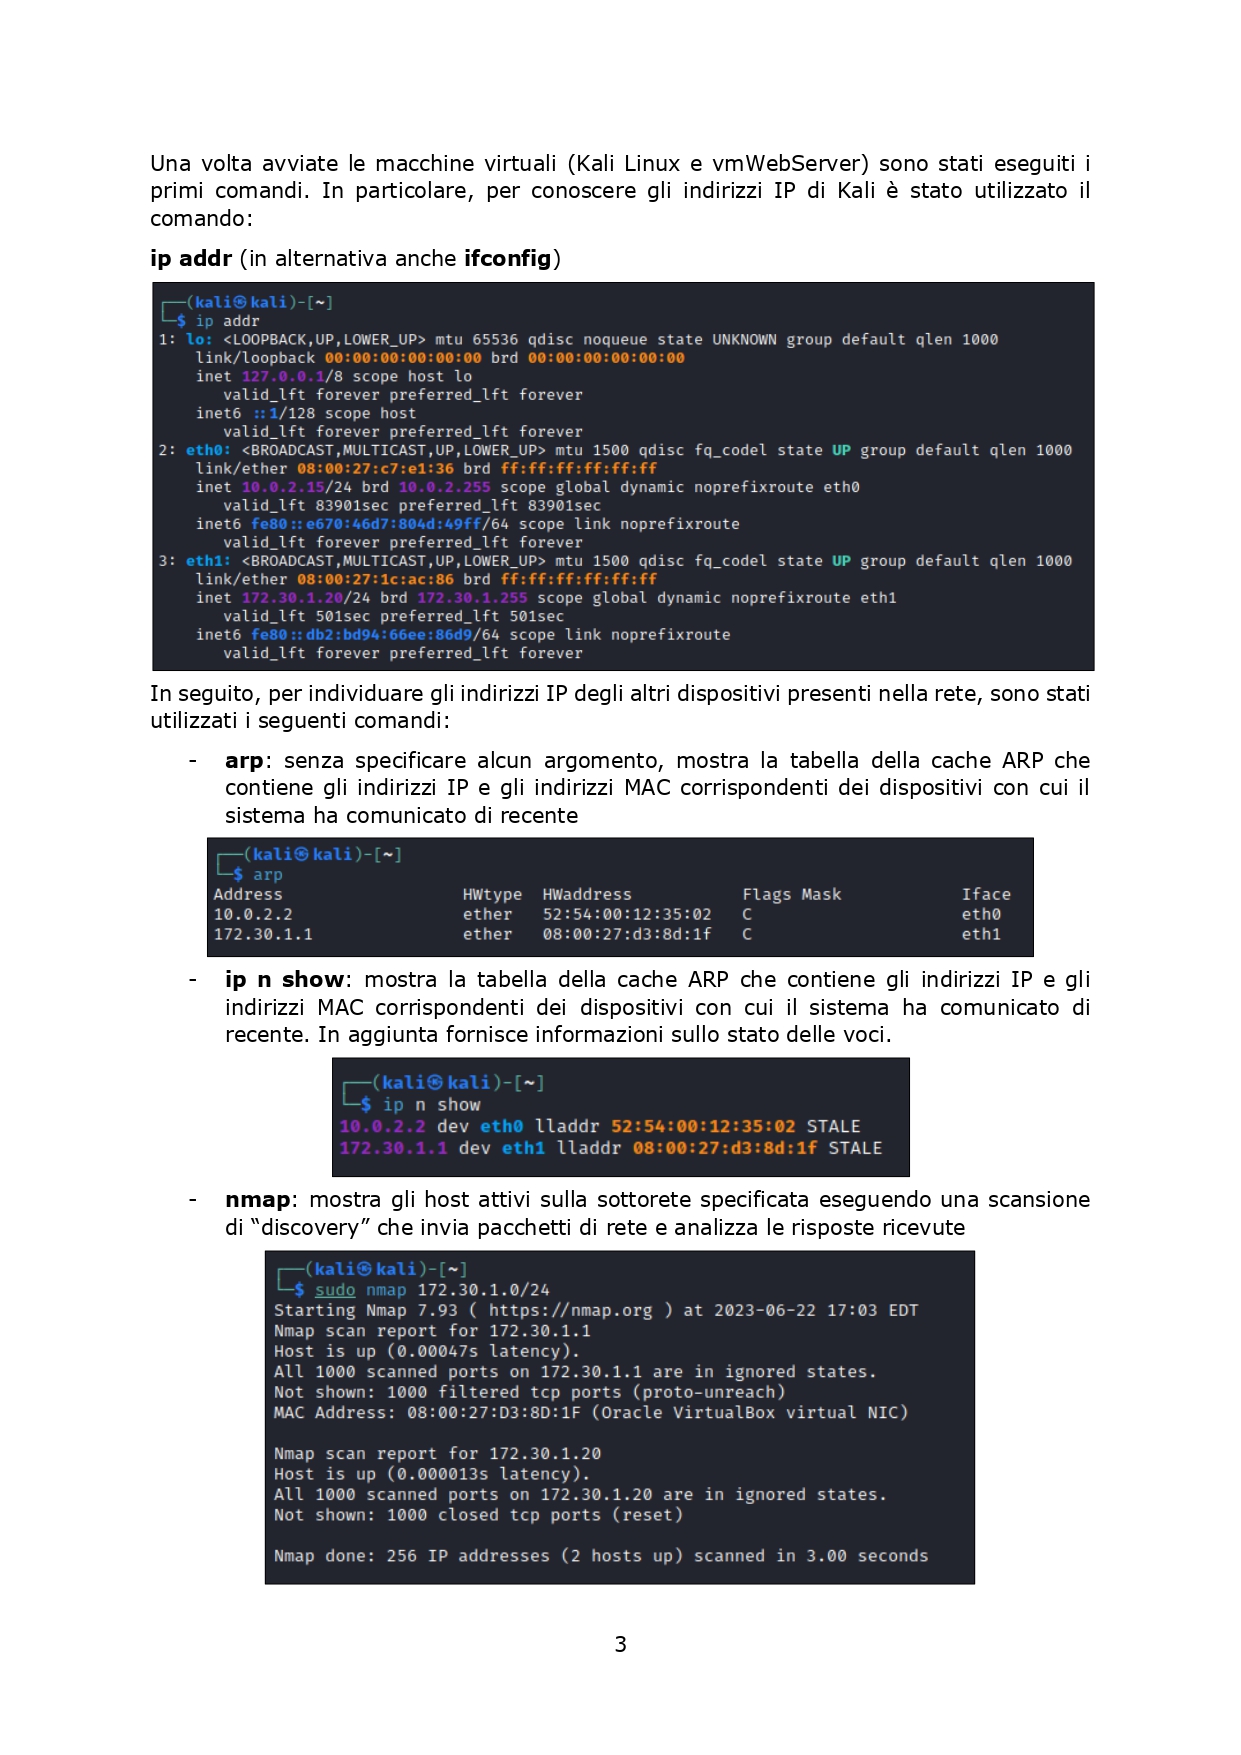 Una volta avviate le macchine virtuali (Kali Linux e vmWebServer) sono stati eseguiti i
primi comandi. In particolare, per conoscere gli indirizzi IP di Kali è stato utilizzato il
comando:
ip addr (in alternativa anche ifconfig)
┌──(kali㉿kali)-[~]
└─$ ip addr
1: lo: <LOOPBACK,UP,LOWER_UP> mtu 65536 qdisc noqueue state UNKNOWN group default qlen 1000
link/loopback 00:00:00:00:00:00 brd 00:00:00:00:00:00
inet 127.0.0.1/8 scope host lo
valid_lft forever preferred_lft forever
inet6 ::1/128 scope host
valid_lft forever preferred_lft forever
2: eth0: <BROADCAST,MULTICAST,UP,LOWER_UP> mtu 1500 qdisc fq_codel state UP group default qlen 1000
link/ether 08:00:27:c7:e1:36 brd ff:ff:ff:ff:ff:ff
inet 10.0.2.15/24 brd 10.0.2.255 scope global dynamic noprefixroute eth0
valid_lft 83901sec preferred_lft 83901sec
inet6 fe80::e670:46d7:804d:49ff/64 scope link noprefixroute
valid_lft forever preferred_lft forever
3: eth1: <BROADCAST,MULTICAST,UP,LOWER_UP> mtu 1500 qdisc fq_codel state UP group default qlen 1000
link/ether 08:00:27:1c:ac:86 brd ff:ff:ff:ff:ff:ff
inet 172.30.1.20/24 brd 172.30.1.255 scope global dynamic noprefixroute eth1
valid_lft 501sec preferred_lft 501sec
inet6 fe80::db2:bd94:66ee:86d9/64 scope link noprefixroute
valid_lft forever preferred_lft forever
In seguito, per individuare gli indirizzi IP degli altri dispositivi presenti nella rete, sono stati
utilizzati i seguenti comandi:
- arp: senza specificare alcun argomento, mostra la tabella della cache ARP che
contiene gli indirizzi IP e gli indirizzi MAC corrispondenti dei dispositivi con cui il
sistema ha comunicato di recente
┌──(kali㉿kali)-[~]
└─$ arp
Address HWtype HWaddress Flags Mask Iface
10.0.2.2 ether 52:54:00:12:35:02 C eth0
172.30.1.1 ether 08:00:27:d3:8d:1f C eth1
- ip n show: mostra la tabella della cache ARP che contiene gli indirizzi IP e gli
indirizzi MAC corrispondenti dei dispositivi con cui il sistema ha comunicato di
recente. In aggiunta fornisce informazioni sullo stato delle voci.
┌──(kali㉿kali)-[~]
└─$ ip n show
10.0.2.2 dev eth0 lladdr 52:54:00:12:35:02 STALE
172.30.1.1 dev eth1 lladdr 08:00:27:d3:8d:1f STALE
- nmap: mostra gli host attivi sulla sottorete specificata eseguendo una scansione
di “discovery” che invia pacchetti di rete e analizza le risposte ricevute
┌──(kali㉿kali)-[~]
└─$ sudo nmap 172.30.1.0/24
Starting Nmap 7.93 ( https://nmap.org ) at 2023-06-22 17:03 EDT
Nmap scan report for 172.30.1.1
Host is up (0.00047s latency).
All 1000 scanned ports on 172.30.1.1 are in ignored states.
Not shown: 1000 filtered tcp ports (proto-unreach)
MAC Address: 08:00:27:D3:8D:1F (Oracle VirtualBox virtual NIC)
Nmap scan report for 172.30.1.20
Host is up (0.000013s latency).
All 1000 scanned ports on 172.30.1.20 are in ignored states.
Not shown: 1000 closed tcp ports (reset)
Nmap done: 256 IP addresses (2 hosts up) scanned in 3.00 seconds
3